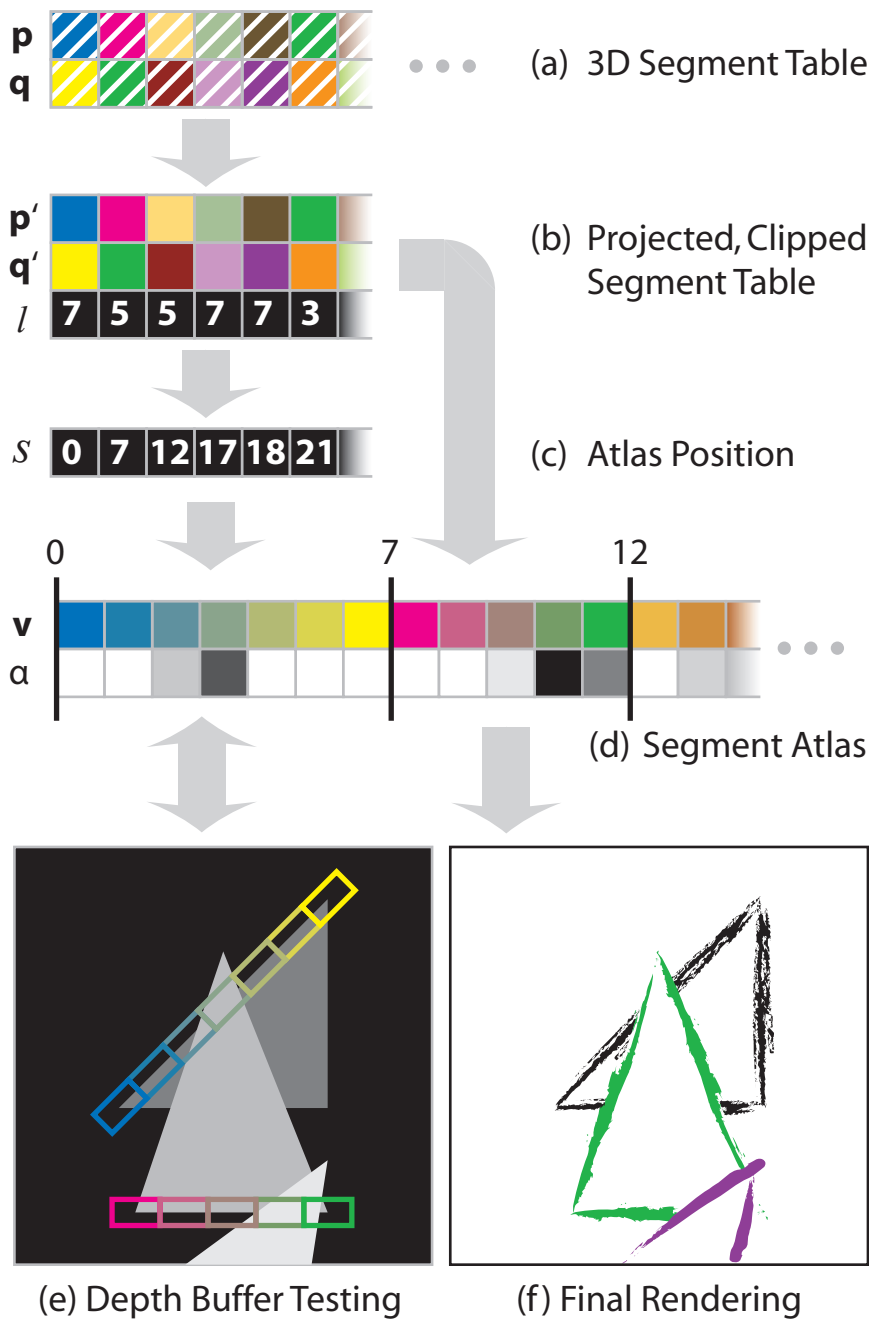 p
q
(a) 3D Segment Table
p'
q'
l 7 5 5 7 7 3
(b) Projected, Clipped
Segment Table
s 0 7 12 17 18 21
(c) Atlas Position
0 7 12
v
α
(d) Segment Atlas
(e) Depth Buffer Testing
(f) Final Rendering